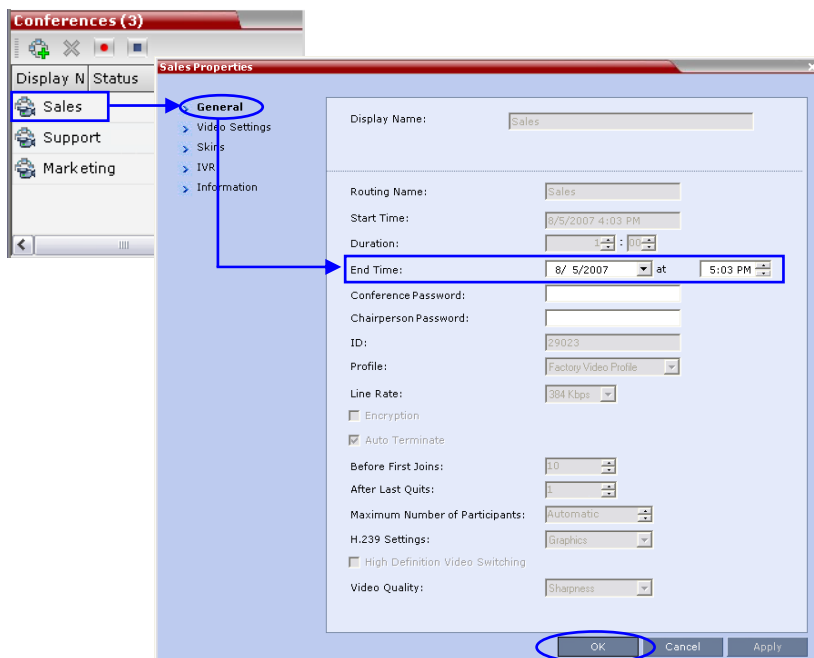 Conferences (3)
Display N Status
Sales
Support
Marketing
Sales Properties
General
Video Settings
Skins
IVR
Information
Display Name: Sales
Routing Name: Sales
Start Time: 8/5/2007 4:03 PM
Duration: 1 : 00
End Time: 8/ 5/2007 at 5:03 PM
Conference Password:
Chairperson Password:
ID: 29023
Profile: Factory Video Profile
Line Rate: 384 Kbps
Encryption
Auto Terminate
Before First Joins: 10
After Last Quits: 1
Maximum Number of Participants: Automatic
H.239 Settings: Graphics
High Definition Video Switching
Video Quality: Sharpness
OK Cancel Apply